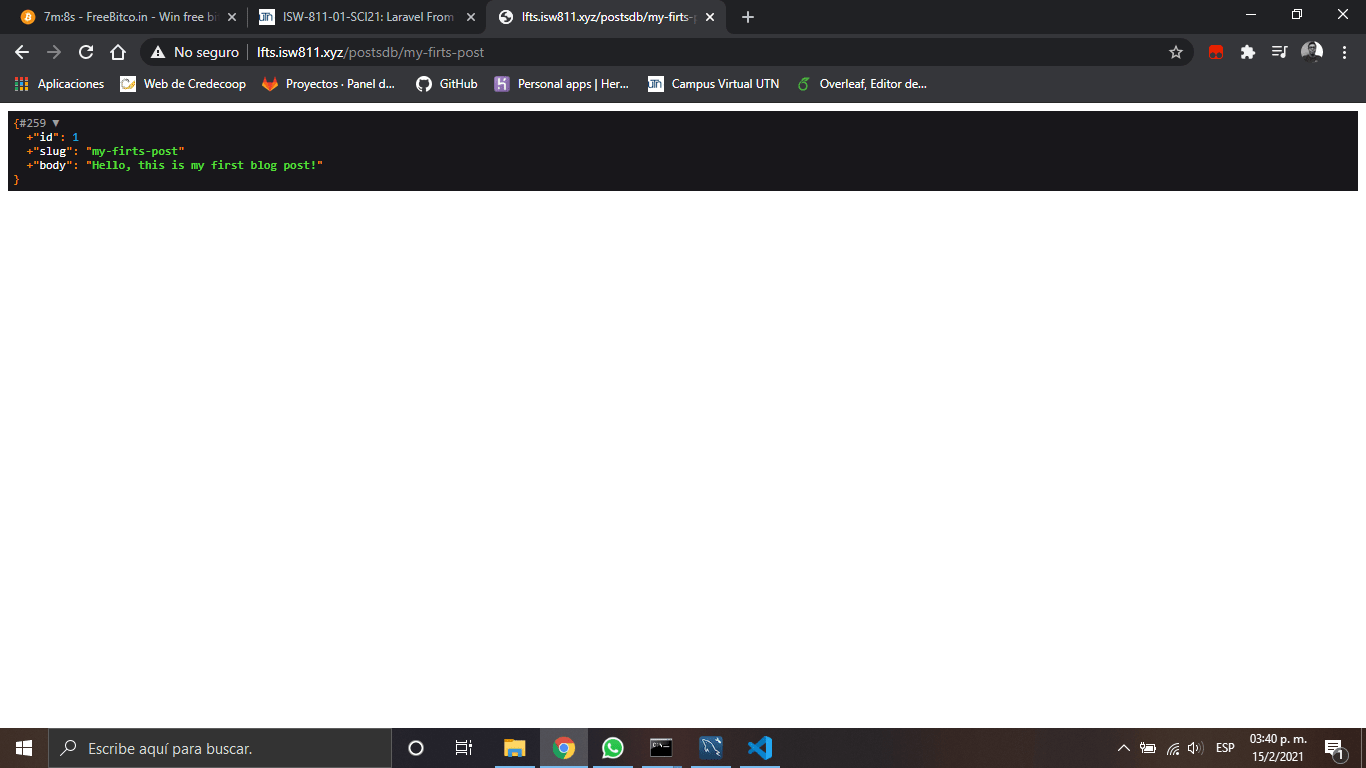 7m:8s - FreeBitco.in - Win free bi
ISW-811-01-SCI21: Laravel From
lfts.isw811.xyz/postsdb/my-firts-p
No seguro
lfts.isw811.xyz/postsdb/my-firts-post
Aplicaciones
Web de Credecoop
Proyectos · Panel d...
GitHub
Personal apps | Her...
Campus Virtual UTN
Overleaf, Editor de...
{#259 ▼
+"id": 1
+"slug": "my-firts-post"
+"body": "Hello, this is my first blog post!"
}
Escribe aquí para buscar.
ESP
03:40 p. m.
15/2/2021
1